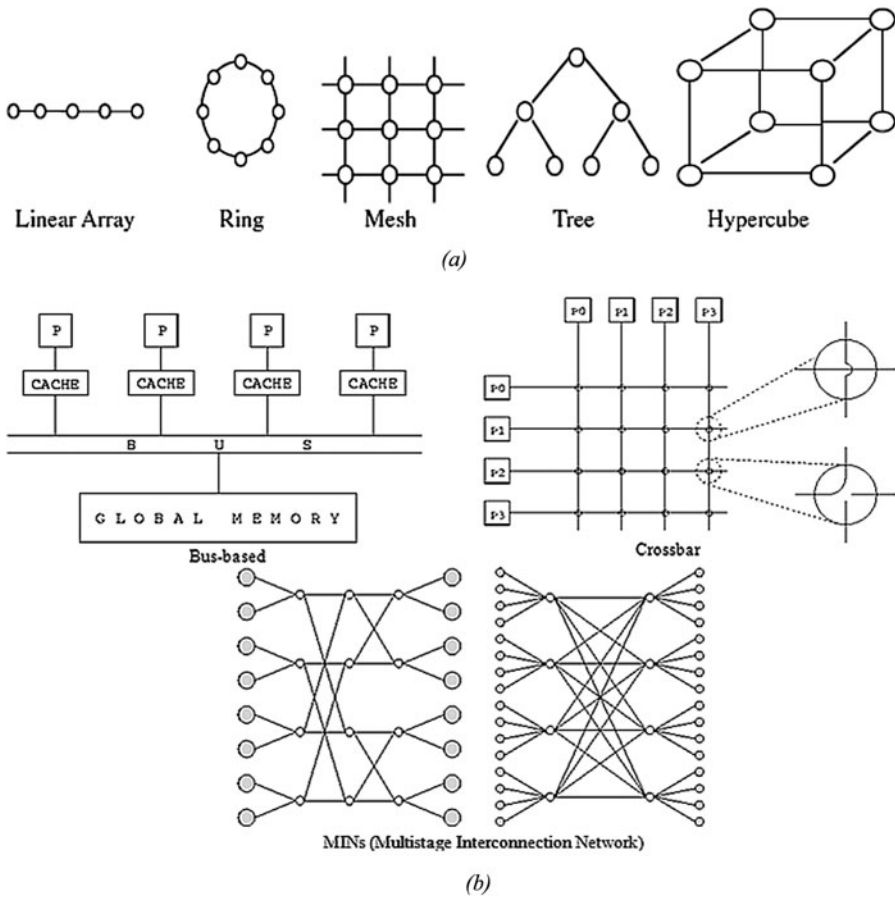 Linear Array Ring Mesh Tree Hypercube
(a)
P P P P
CACHE CACHE CACHE CACHE
B U S
GLOBAL MEMORY
Bus-based
P0 P1 P2 P3
P0
P1
P2
P3
Crossbar
MINs (Multistage Interconnection Network)
(b)